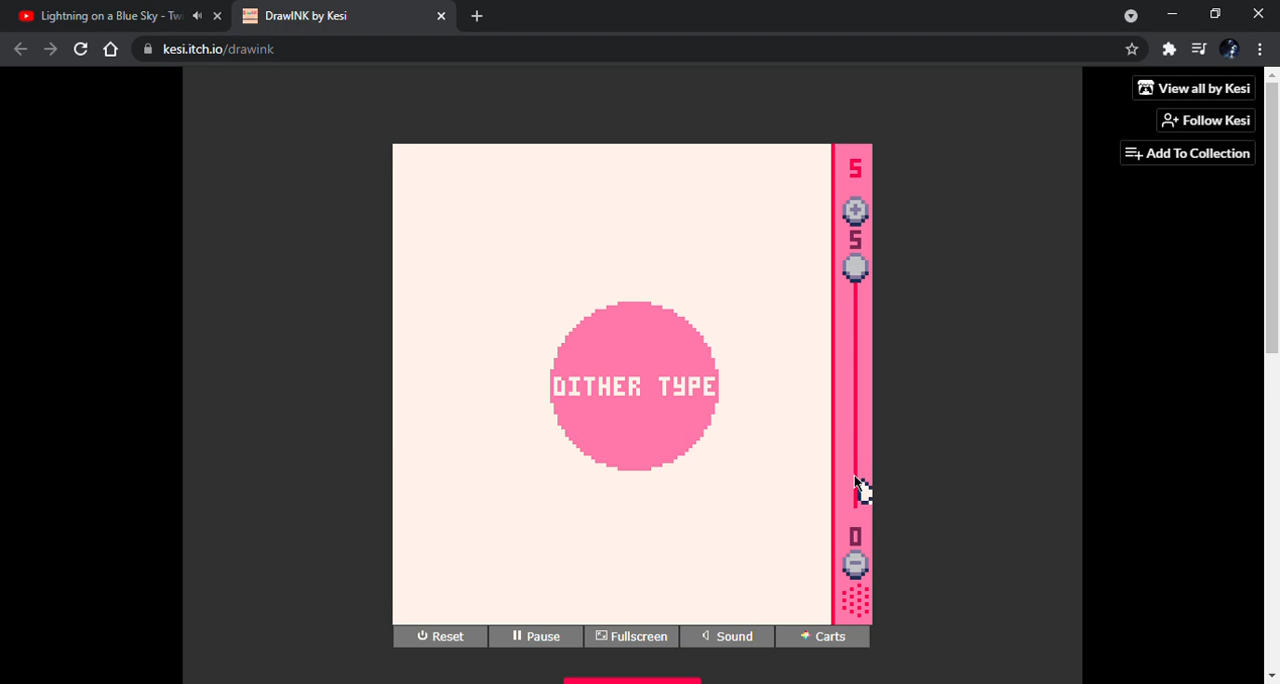 Lightning on a Blue Sky - Tw
DrawINK by Kesi
kesi.itch.io/drawink
View all by Kesi
Follow Kesi
Add To Collection
5
5
DITHER TYPE
0
Reset
Pause
Fullscreen
Sound
Carts